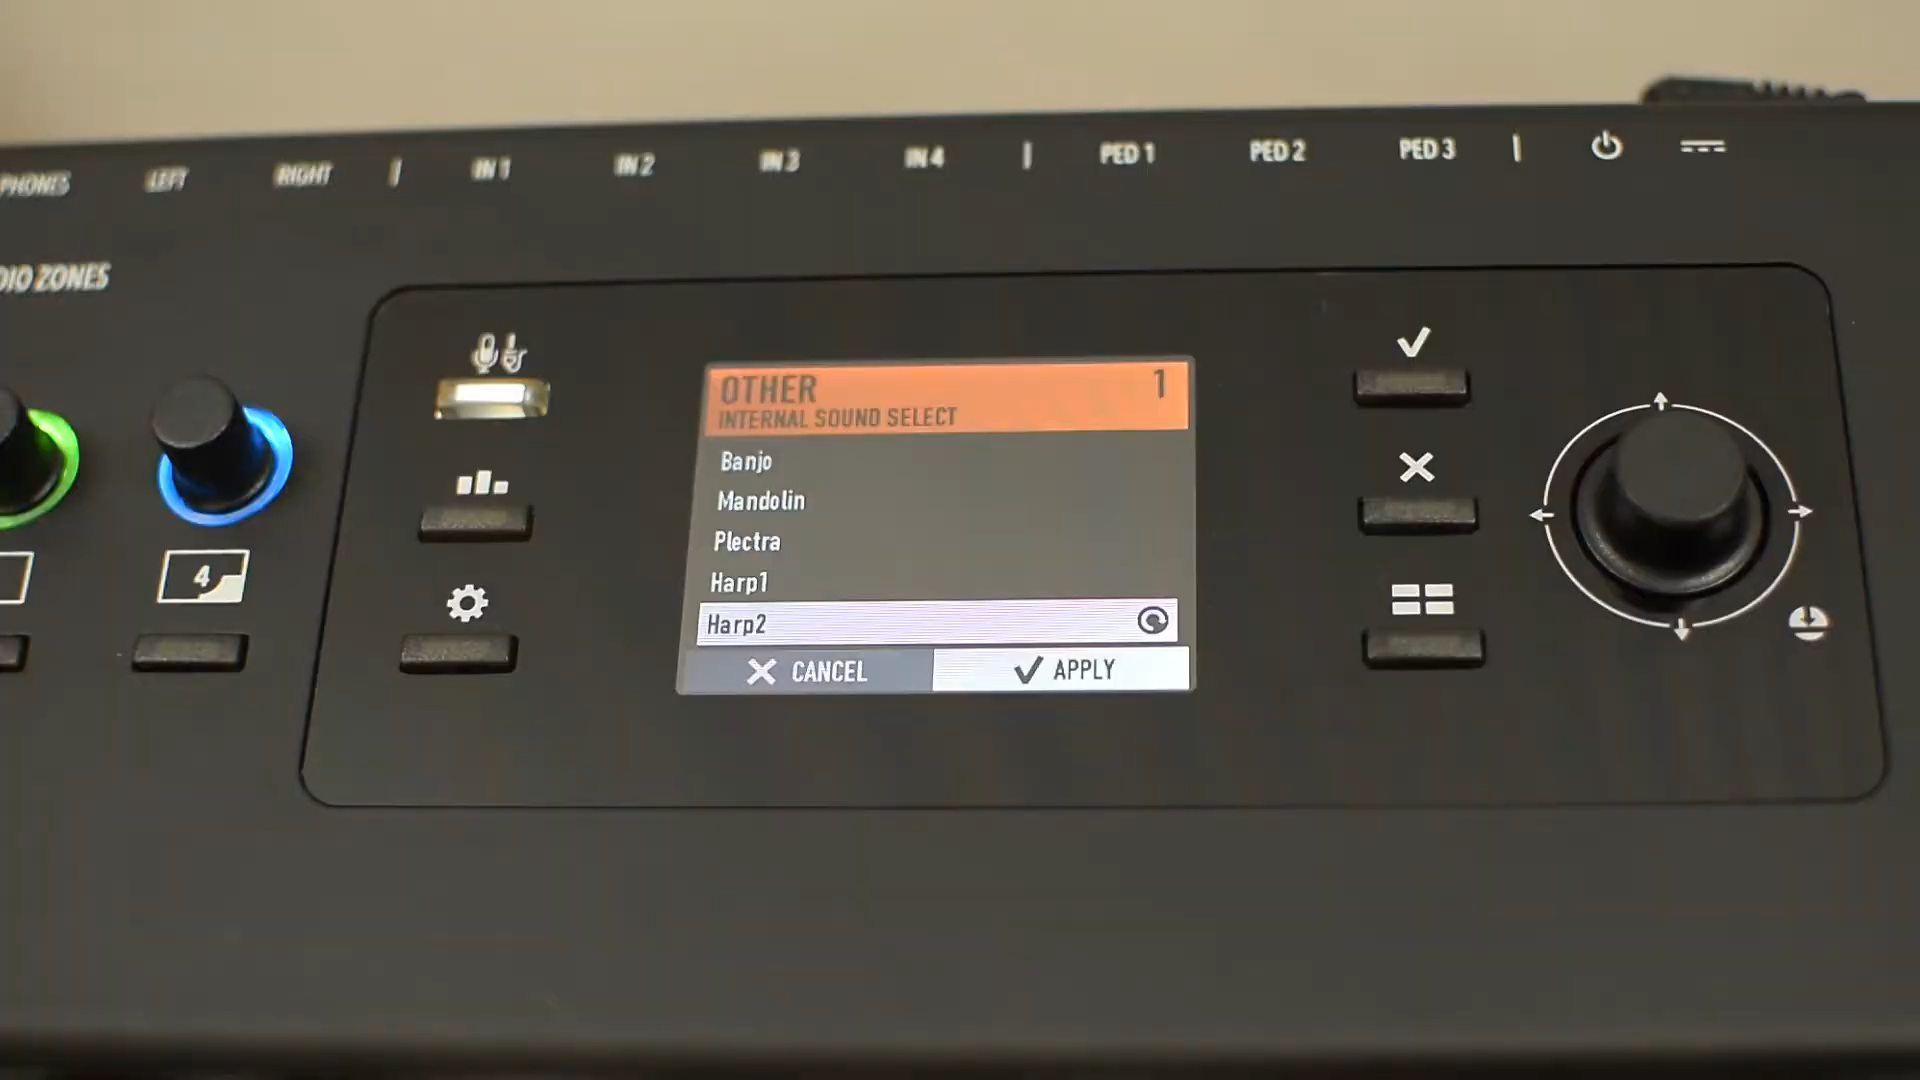 PHONES LEFT RIGHT | IN 1 IN 2 IN 3 IN 4 | PED 1 PED 2 PED 3 |
DIO ZONES
OTHER 1
INTERNAL SOUND SELECT
Banjo
Mandolin
Plectra
Harp1
Harp2
CANCEL APPLY
4